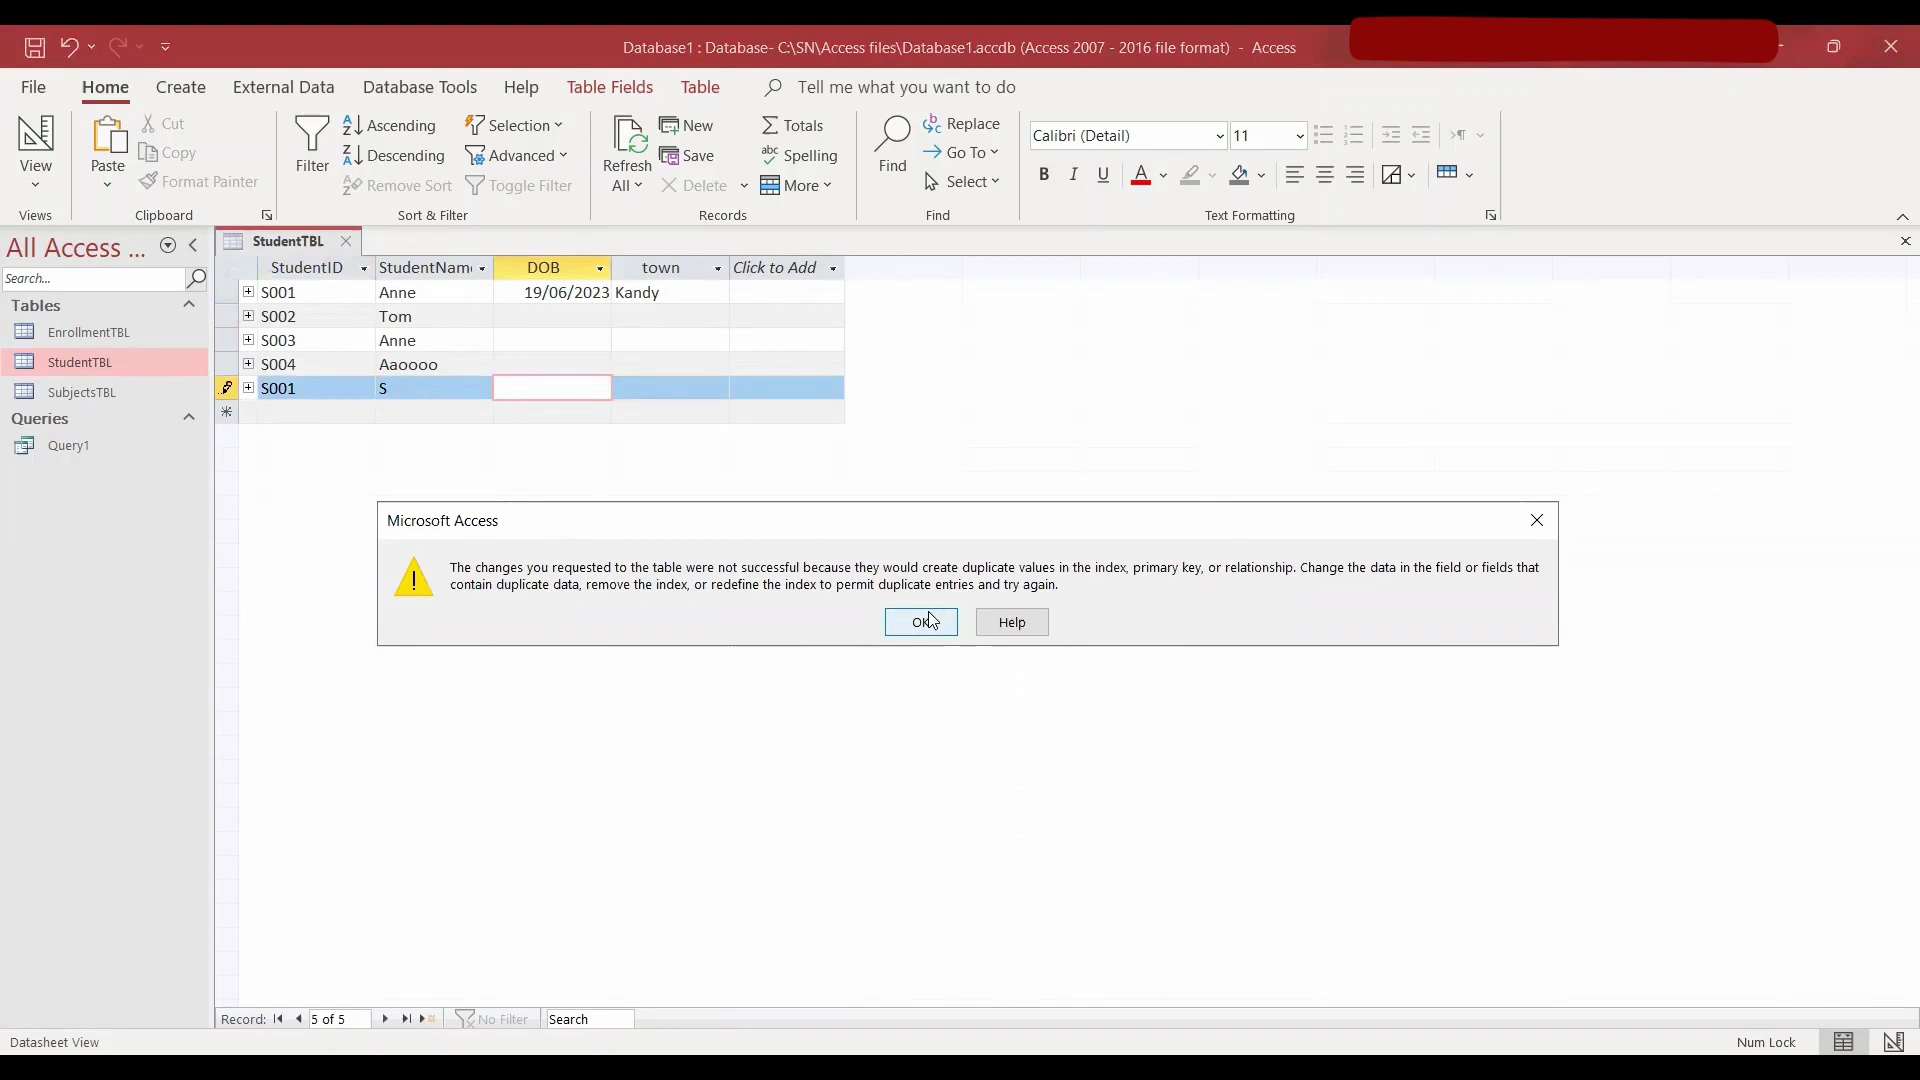 Database1 : Database- C:\SN\Access files\Database1.accdb (Access 2007 - 2016 file format) - Access
File Home Create External Data Database Tools Help Table Fields Table Tell me what you want to do
View
Views
Paste
Cut
Copy
Format Painter
Clipboard
Filter
Ascending
Descending
Remove Sort
Selection
Advanced
Toggle Filter
Sort & Filter
Refresh
All
New
Save
Delete
Totals
Spelling
More
Records
Find
Replace
Go To
Select
Find
Calibri (Detail) 11
B I U A
Text Formatting
All Access ...
Search...
Tables
EnrollmentTBL
StudentTBL
SubjectsTBL
Queries
Query1
StudentTBL
StudentID StudentNam DOB town Click to Add
S001 Anne 19/06/2023 Kandy
S002 Tom
S003 Anne
S004 Aaoooo
S001 S
Microsoft Access
The changes you requested to the table were not successful because they would create duplicate values in the index, primary key, or relationship. Change the data in the field or fields that
contain duplicate data, remove the index, or redefine the index to permit duplicate entries and try again.
OK Help
Record: 5 of 5 No Filter Search
Datasheet View Num Lock